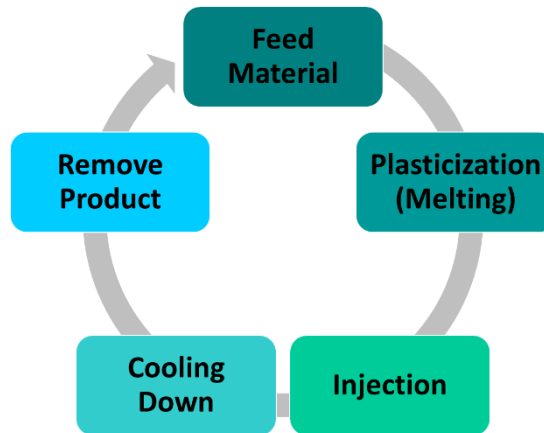 Feed
Material
Plasticization
(Melting)
Injection
Cooling
Down
Remove
Product